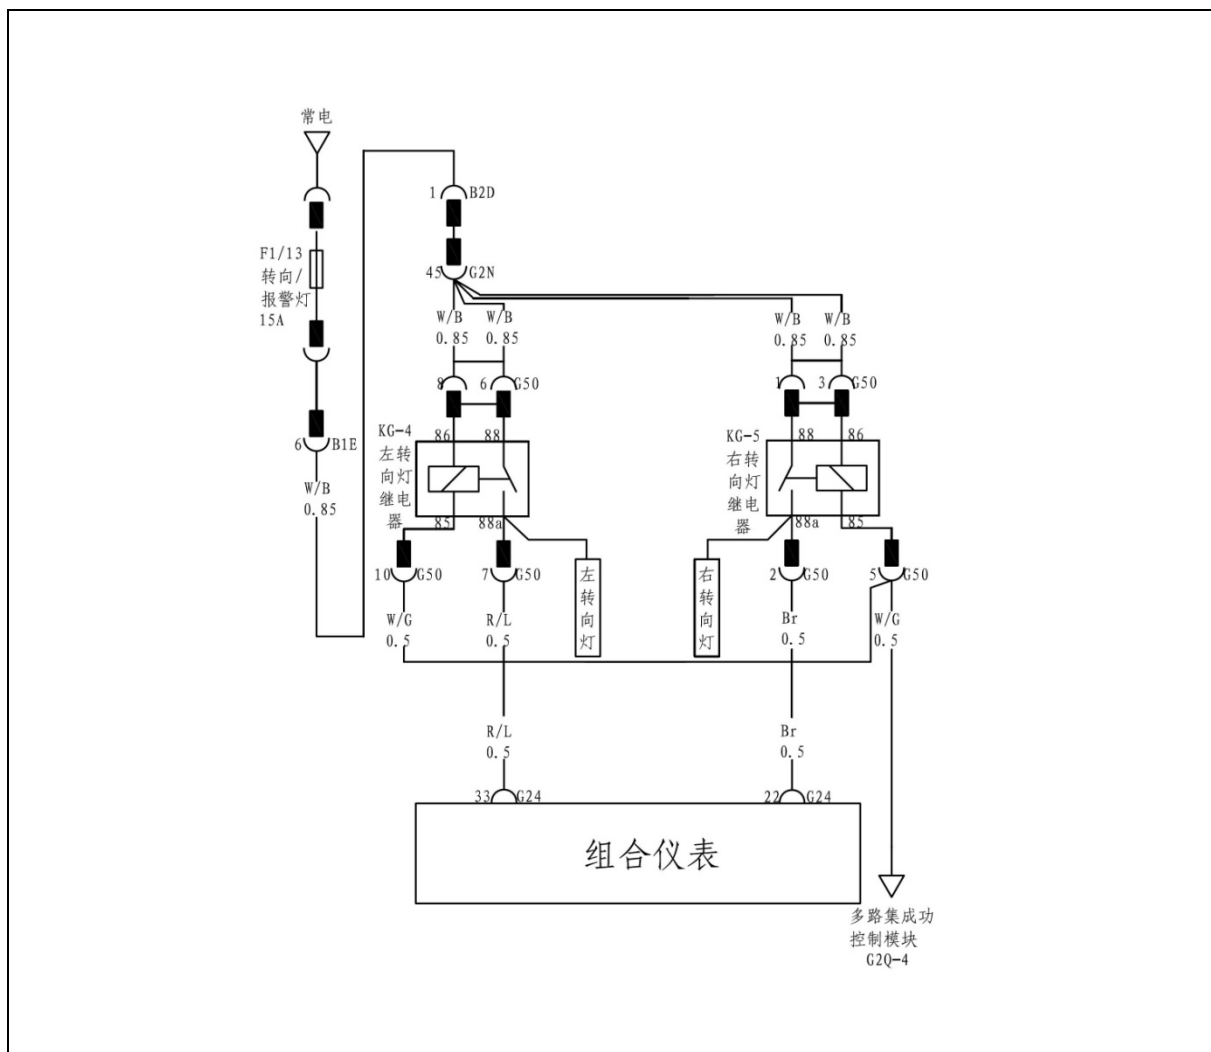 常电
1 B2D
F1/13
转向/
报警灯
15A
45 G2N
W/B W/B
0.85 0.85
W/B W/B
0.85 0.85
8 6 G50
1 3 G50
6 B1E
W/B
0.85
KG-4
左转
向灯
继电
器
86 88
85 88a
KG-5
右转
向灯
继电
器
88 86
88a 85
10 G50 7 G50
左
转
向
灯
右
转
向
灯
2 G50 5 G50
W/G R/L
0.5 0.5
Br W/G
0.5 0.5
R/L
0.5
Br
0.5
33 G24
22 G24
组合仪表
多路集成功
控制模块
G2Q-4